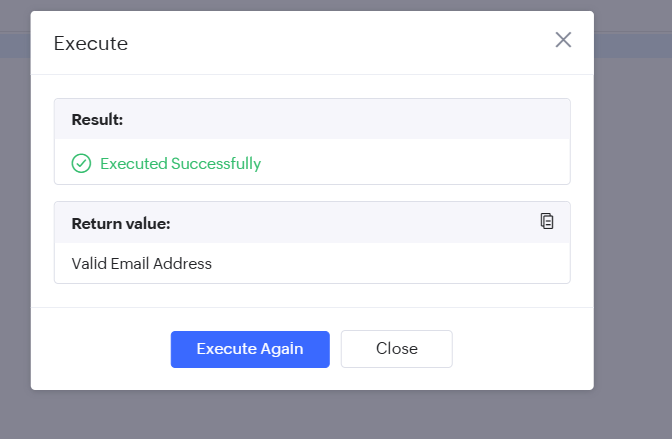 Execute
Result:
Executed Successfully
Return value:
Valid Email Address
Execute Again
Close